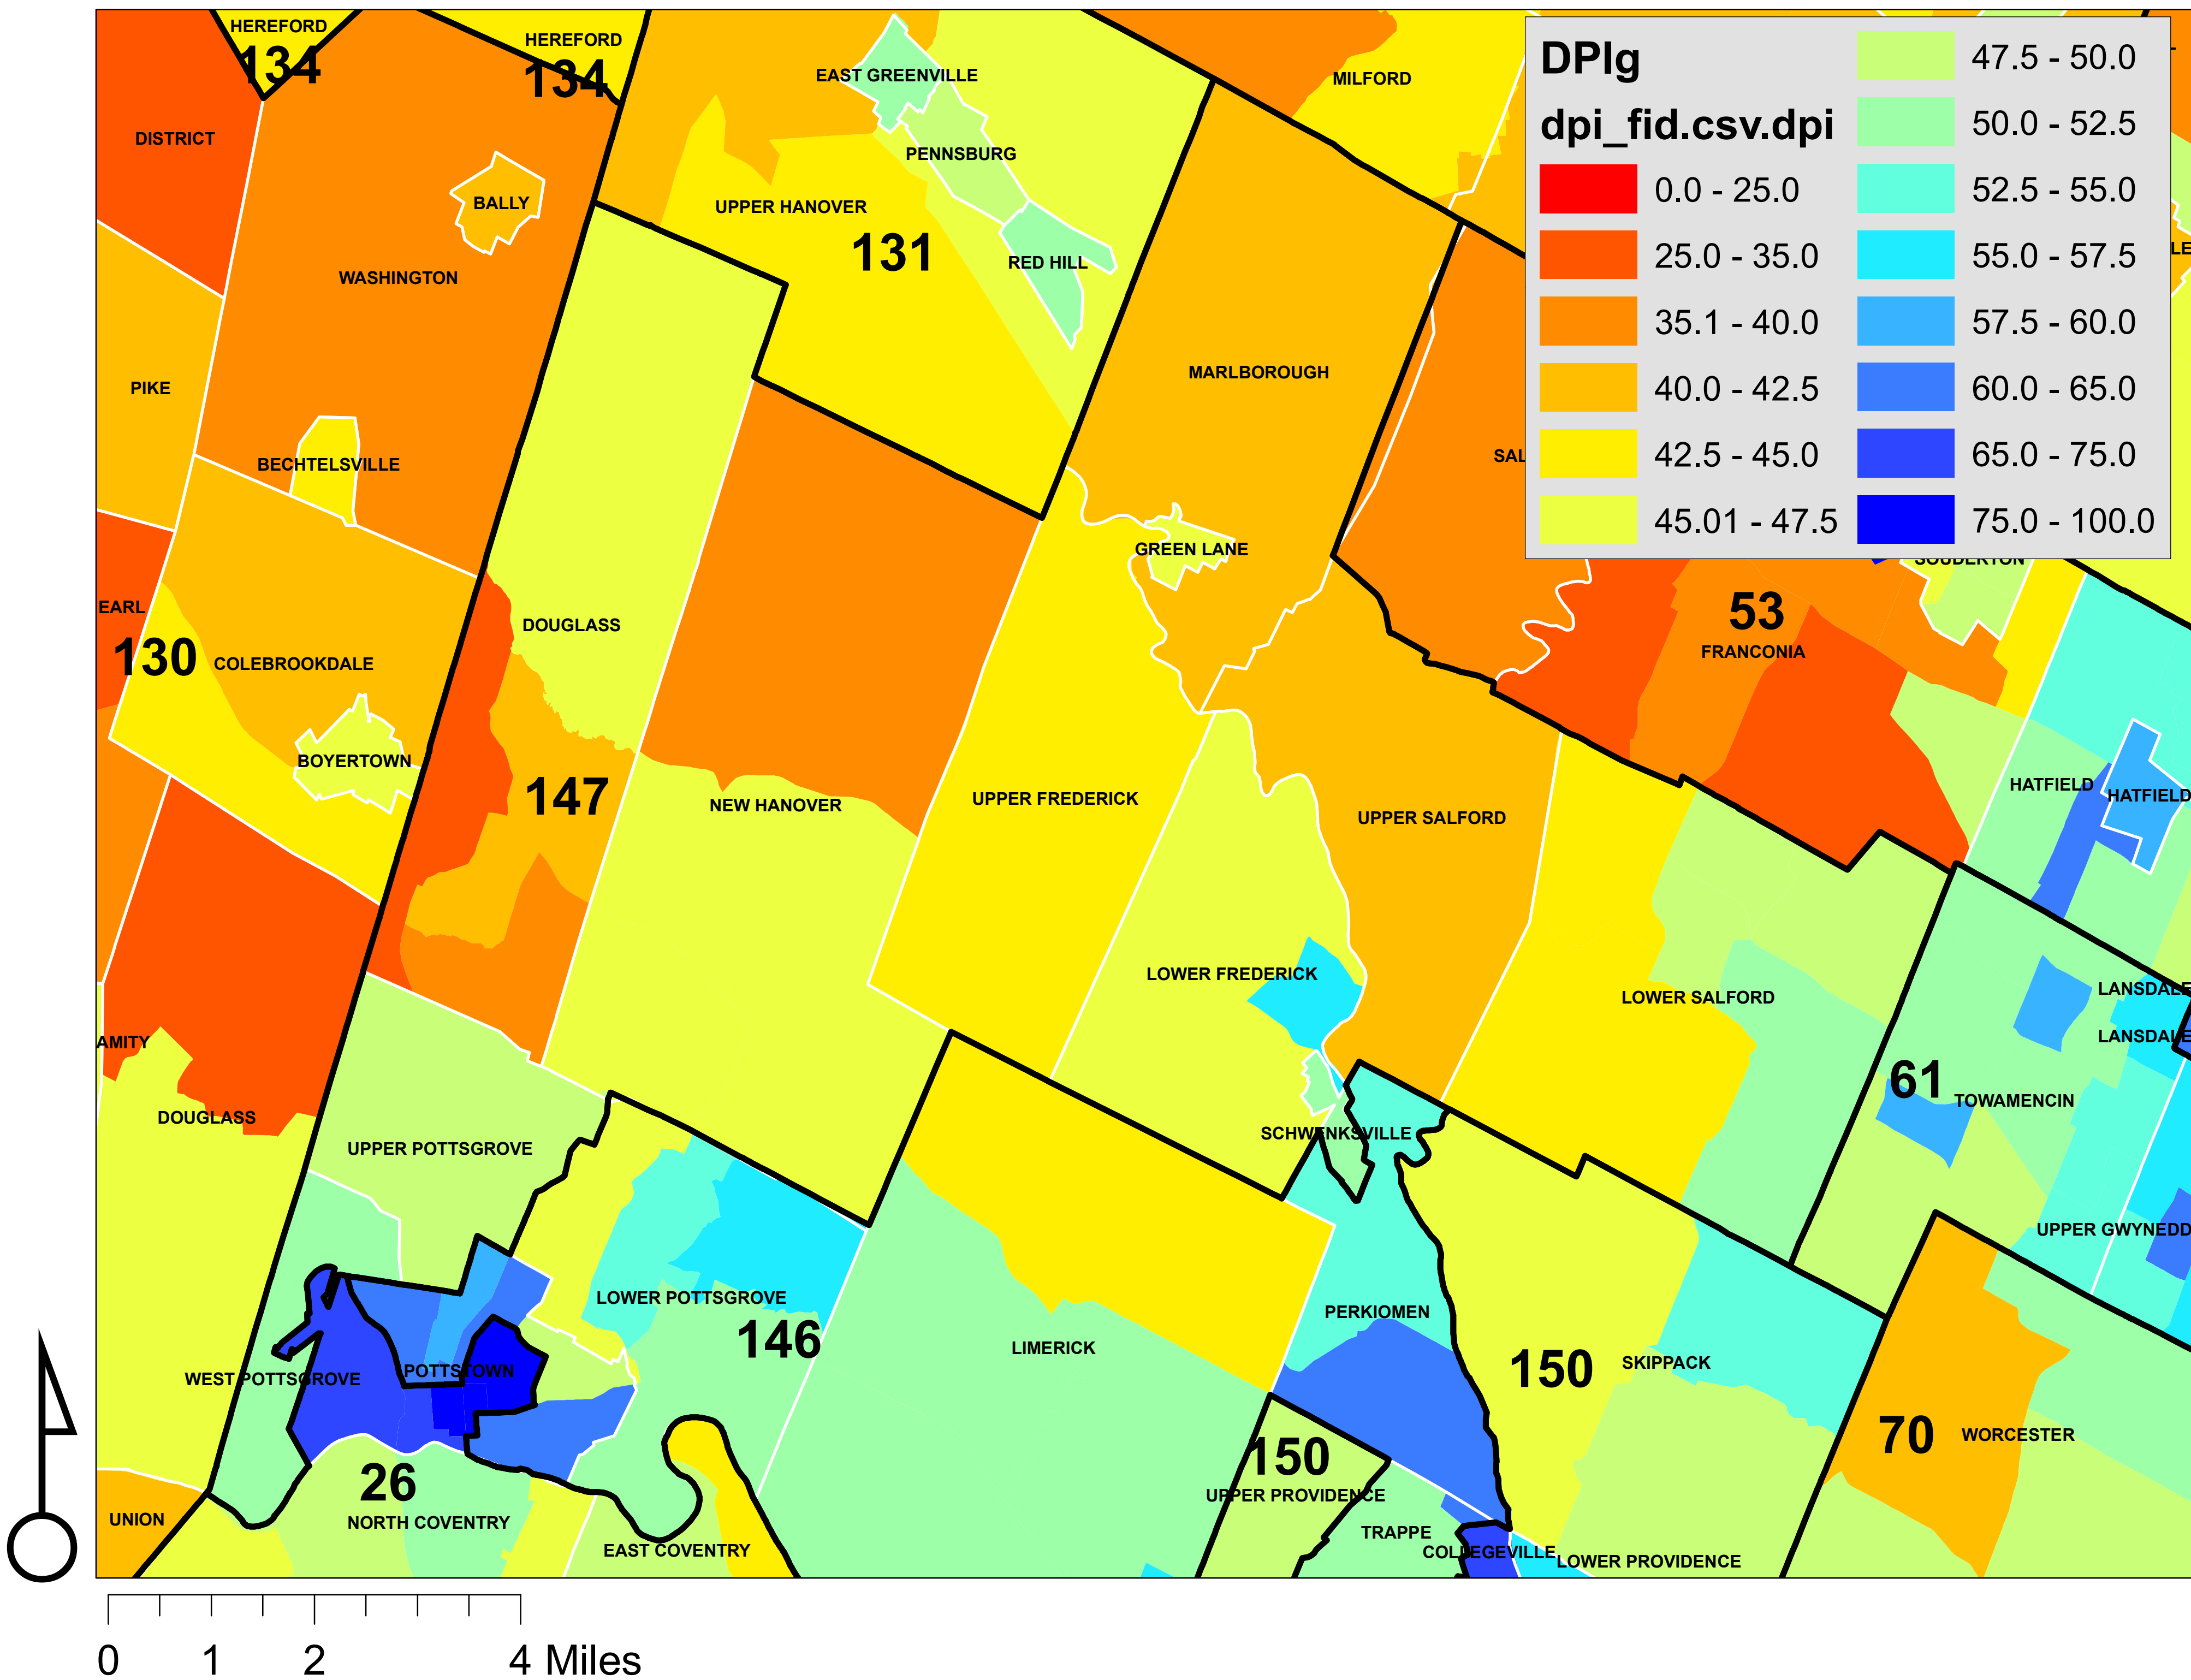 HEREFORD
134
HEREFORD
134
EAST GREENVILLE
MILFORD
DISTRICT
PENNSBURG
BALLY
UPPER HANOVER
131
RED HILL
WASHINGTON
MARLBOROUGH
PIKE
BECHTELSVILLE
SAL
GREEN LANE
SOUDERTON
EARL
DOUGLASS
53
FRANCONIA
130
COLEBROOKDALE
BOYERTOWN
147
NEW HANOVER
UPPER FREDERICK
UPPER SALFORD
HATFIELD
HATFIELD
LOWER FREDERICK
LOWER SALFORD
LANSDALE
LANSDALE
AMITY
61
TOWAMENCIN
DOUGLASS
UPPER POTTSGROVE
SCHWENKSVILLE
UPPER GWYNEDD
LOWER POTTSGROVE
146
LIMERICK
PERKIOMEN
150
SKIPPACK
WEST POTTSGROVE
POTTSTOWN
70
WORCESTER
150
UPPER PROVIDENCE
26
UNION
NORTH COVENTRY
EAST COVENTRY
TRAPPE
COLLEGEVILLE
LOWER PROVIDENCE
DPIg
dpi_fid.csv.dpi
0.0 - 25.0
25.0 - 35.0
35.1 - 40.0
40.0 - 42.5
42.5 - 45.0
45.01 - 47.5
47.5 - 50.0
50.0 - 52.5
52.5 - 55.0
55.0 - 57.5
57.5 - 60.0
60.0 - 65.0
65.0 - 75.0
75.0 - 100.0
LE
0 1 2 4 Miles